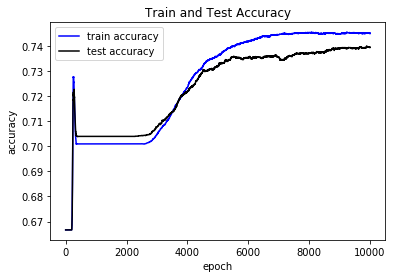 Train and Test Accuracy
train accuracy
test accuracy
0.74
0.73
0.72
0.71
0.70
0.69
0.68
0.67
accuracy
0
2000
4000
6000
8000
10000
epoch